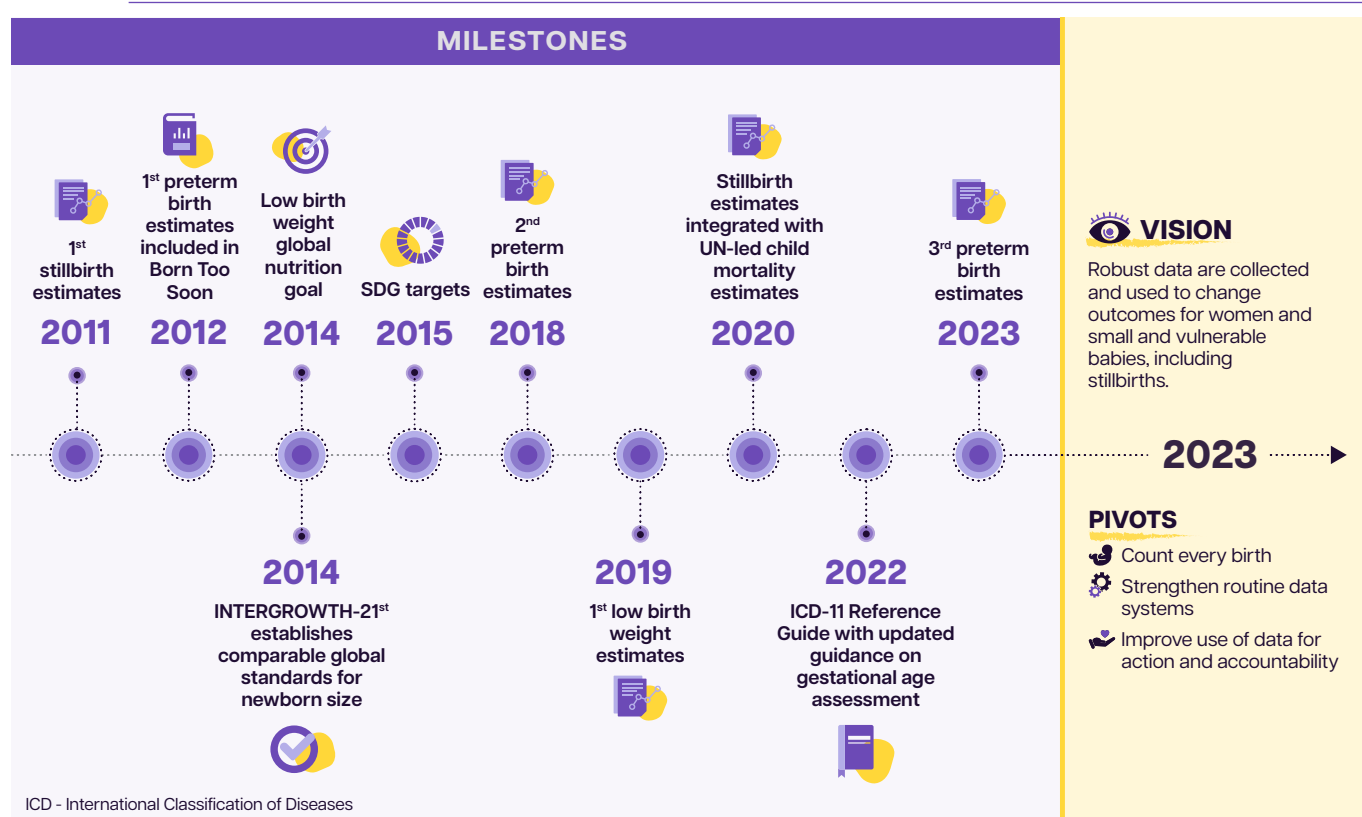 MILESTONES
1st
stillbirth
estimates
2011
1st preterm
birth
estimates
included in
Born Too
Soon
2012
Low birth
weight
global
nutrition
goal
2014
SDG targets
2015
2nd
preterm
birth
estimates
2018
Stillbirth
estimates
integrated with
UN-led child
mortality
estimates
2020
3rd preterm
birth
estimates
2023
2014
INTERGROWTH-21st
establishes
comparable global
standards for
newborn size
2019
1st low birth
weight
estimates
2022
ICD-11 Reference
Guide with updated
guidance on
gestational age
assessment
ICD - International Classification of Diseases
VISION
Robust data are collected
and used to change
outcomes for women and
small and vulnerable
babies, including
stillbirths.
2023
PIVOTS
Count every birth
Strengthen routine data
systems
Improve use of data for
action and accountability